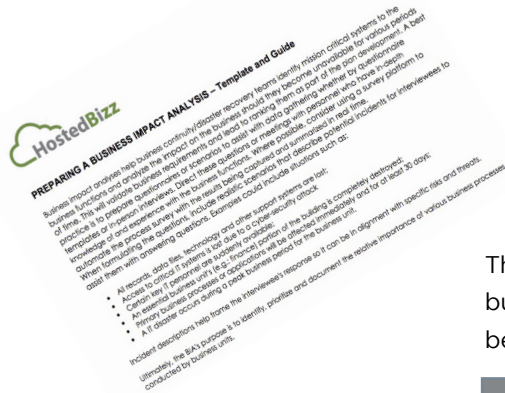 HostedBizz
PREPARING A BUSINESS IMPACT ANALYSIS – Template and Guide
Business impact analyses help business continuity/disaster recovery teams identify mission critical systems to the
business functions and analyze the impact on the business should they become unavailable for various periods
of time. This will validate business requirements and lead to ranking them as part of the plan development. A best
practice is to prepare questionnaires or scenarios to assist with data gathering whether by questionnaire
templates or in-person interviews. Direct these questions or meetings with personnel who have in-depth
knowledge of and experience with the business functions. Where possible, consider using a survey platform to
automate the process survey with the results being captured and summarized in real time.
When formulating the questions, include realistic scenarios that describe potential incidents for interviewees to
assist them with answering questions. Examples could include situations such as:
• All records, data files, technology and other support systems are lost;
• Access to critical IT systems is lost due to a cyber-security attack
• Certain key IT personnel are suddenly available;
• An essential business unit's (e.g.: finance) portion of the building is completely destroyed;
• Primary business processes or applications will be affected immediately and for at least 30 days;
• A IT disaster occurs during a peak business period for the business unit.
Incident descriptions help frame the interviewee's response so it can be in alignment with specific risks and threats.
Ultimately, the BIA's purpose is to identify, prioritize and document the relative importance of various business processes
conducted by business units.
Th
bu
be